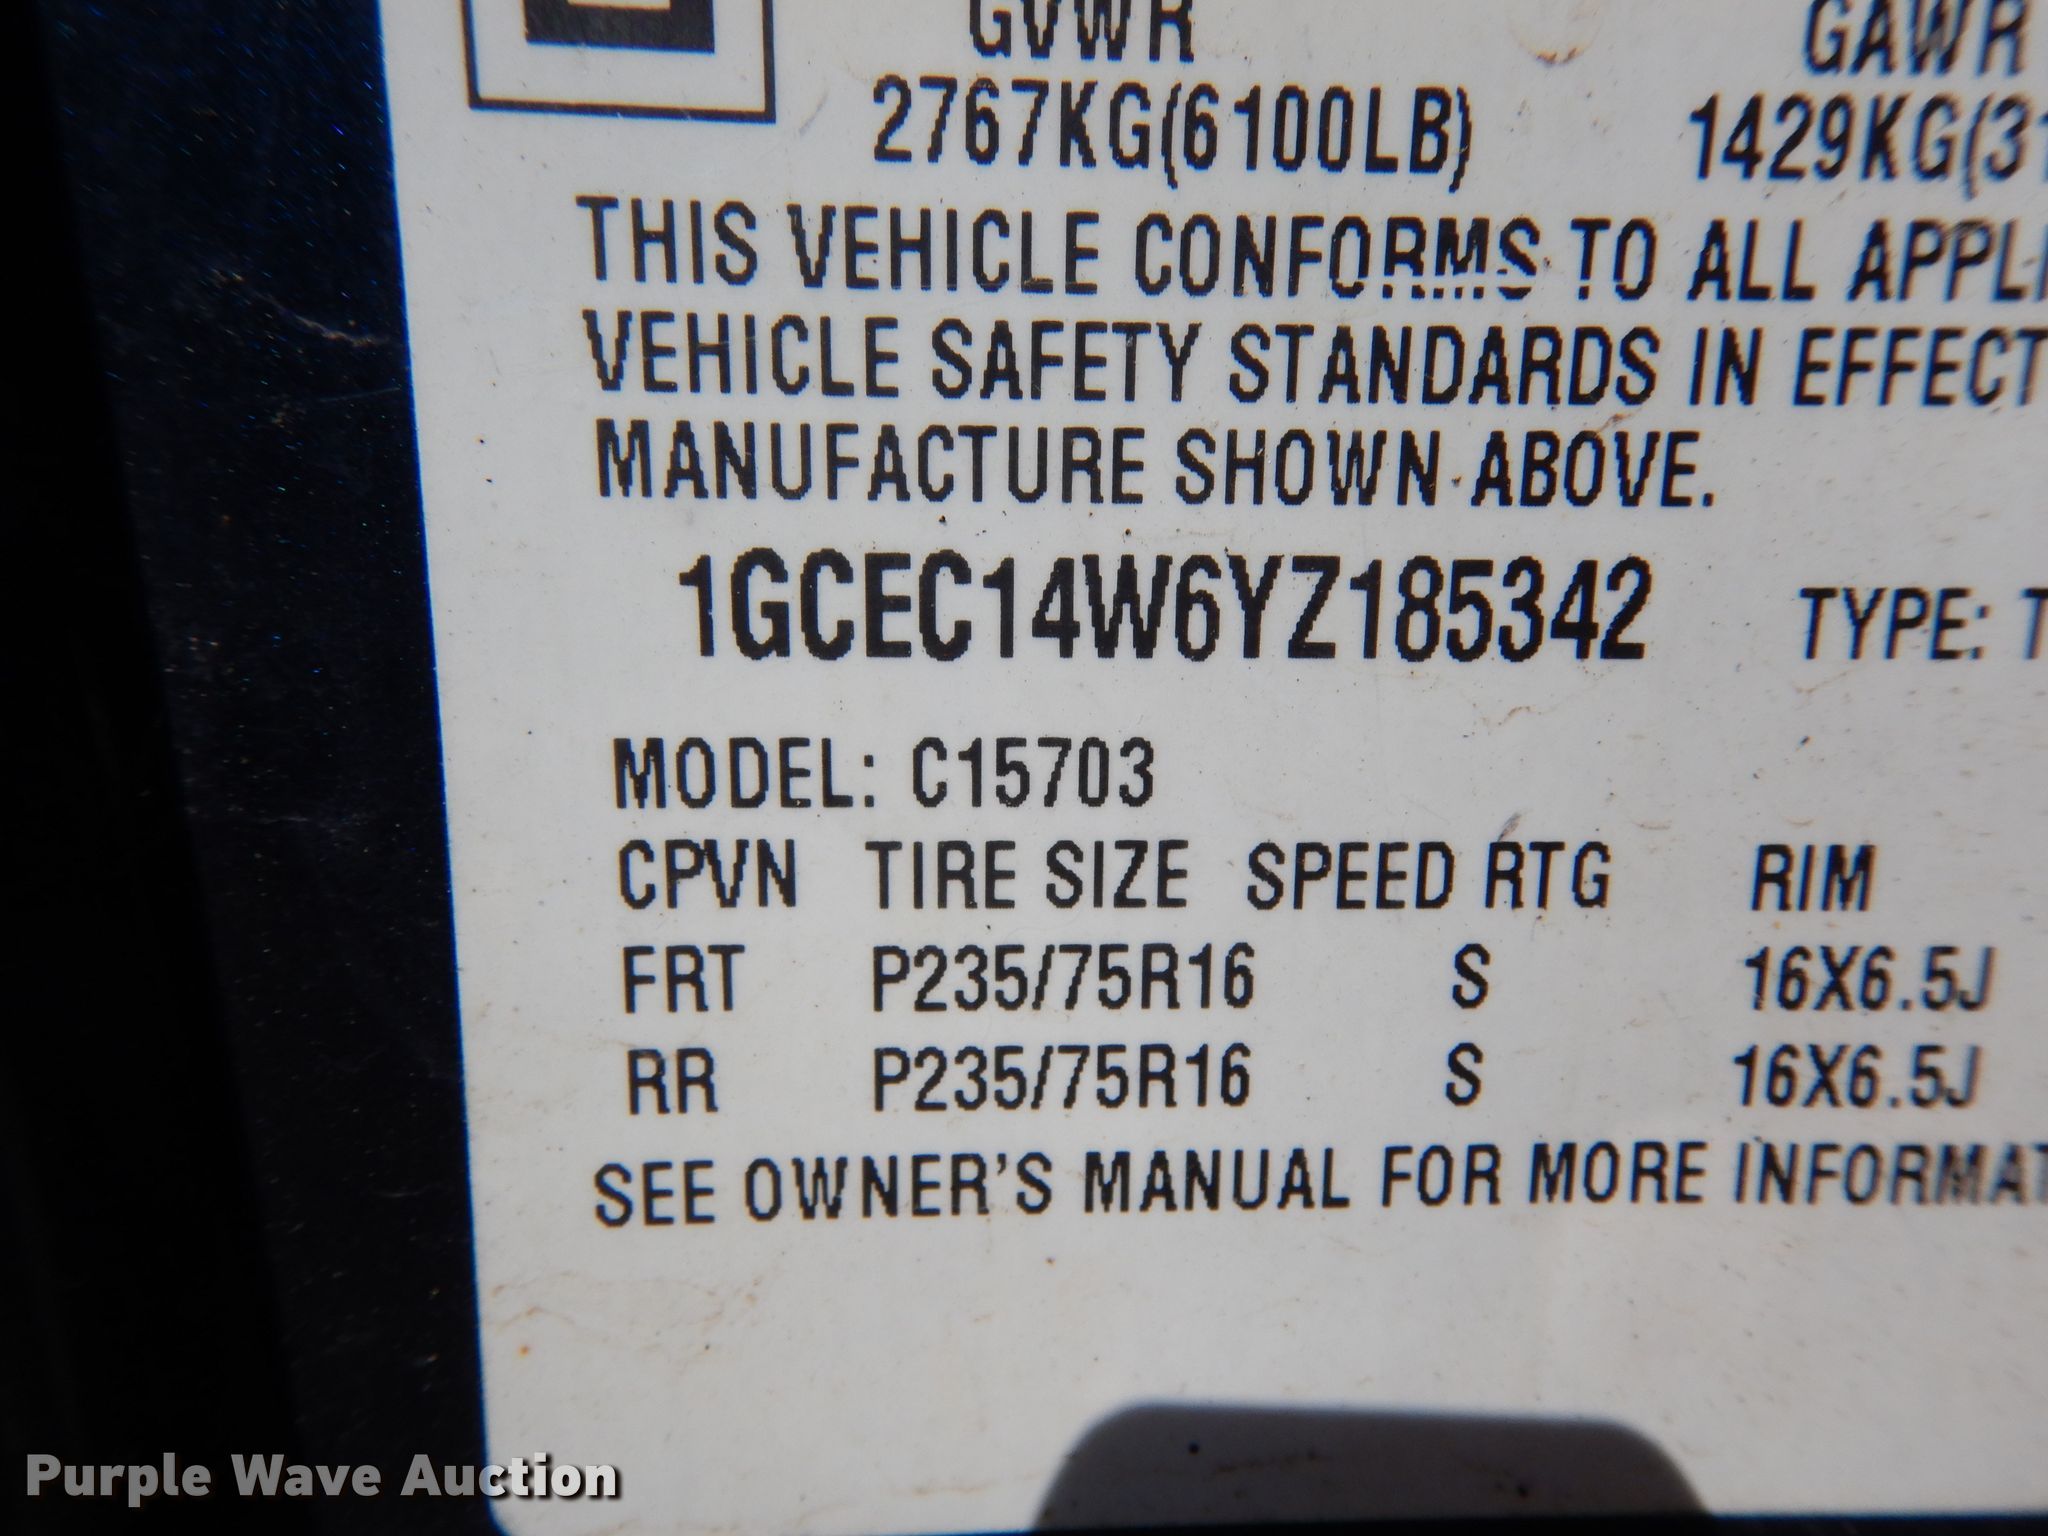 GVWR GAWR
2767KG(6100LB) 1429KG(31
THIS VEHICLE CONFORMS TO ALL APPLI
VEHICLE SAFETY STANDARDS IN EFFECT
MANUFACTURE SHOWN ABOVE.
1GCEC14W6YZ185342 TYPE: T
MODEL: C15703
CPVN TIRE SIZE SPEED RTG RIM
FRT P235/75R16 S 16X6.5J
RR P235/75R16 S 16X6.5J
SEE OWNER'S MANUAL FOR MORE INFORMAT
Purple Wave Auction